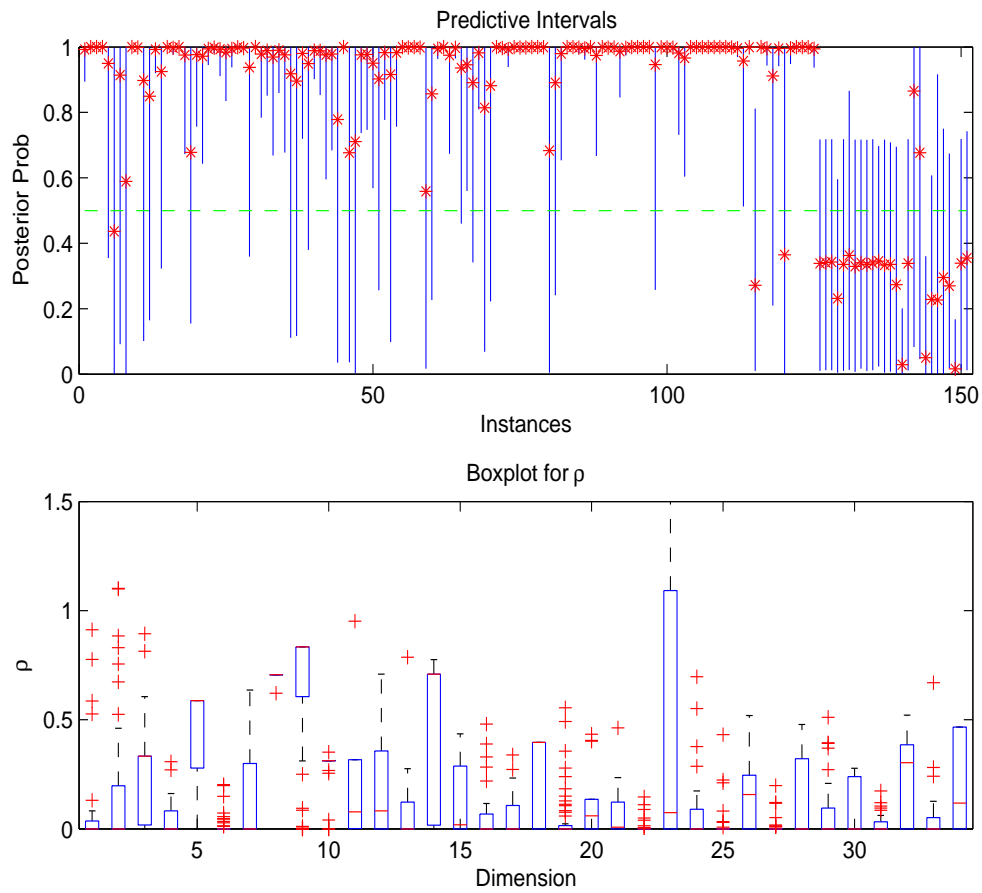 Predictive Intervals
1
0.8
0.6
0.4
0.2
0
Posterior Prob
0 50 100 150
Instances
Boxplot for ρ
1.5
1
0.5
0
ρ
5 10 15 20 25 30
Dimension